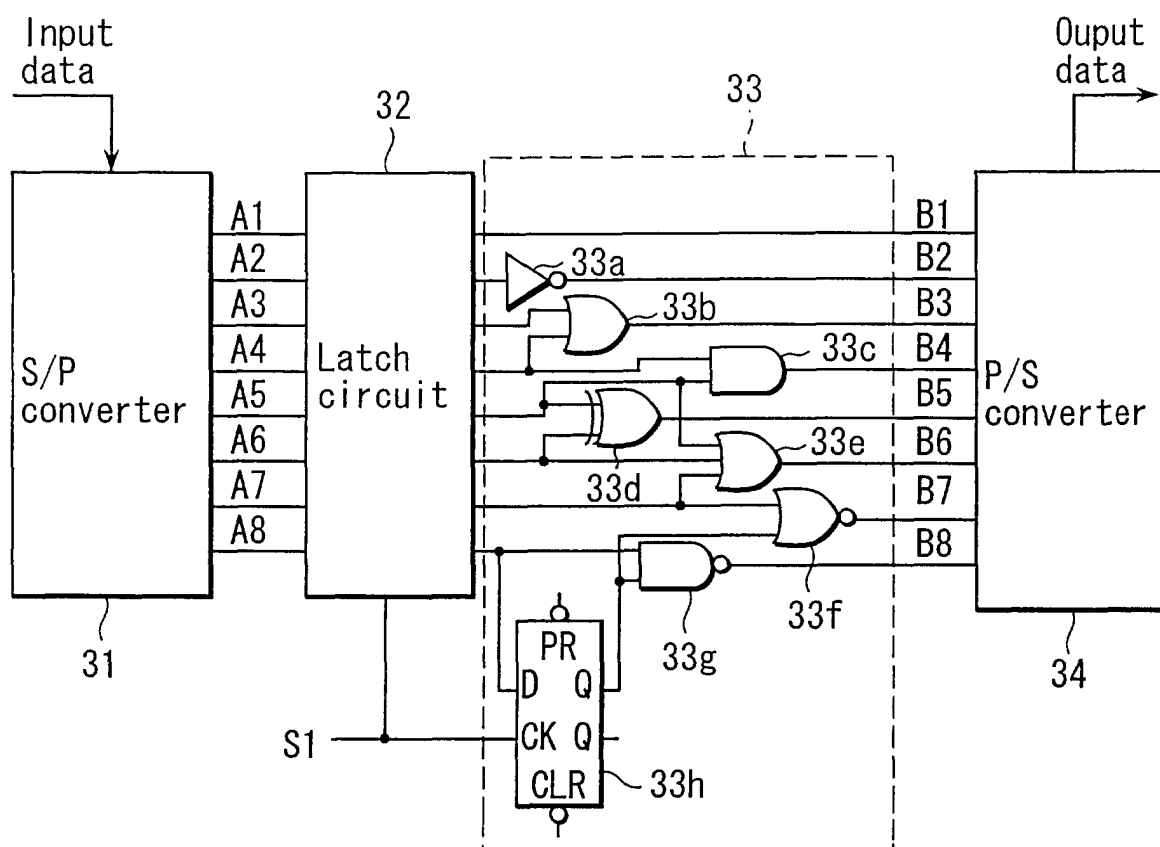 Input
data
Ouput
data
32
33
A1
A2
A3
A4
A5
A6
A7
A8
S/P
converter
Latch
circuit
33a
33b
33c
33d
33e
33f
33g
B1
B2
B3
B4
B5
B6
B7
B8
P/S
converter
31
34
PR
D Q
CK Q
CLR
33h
S1